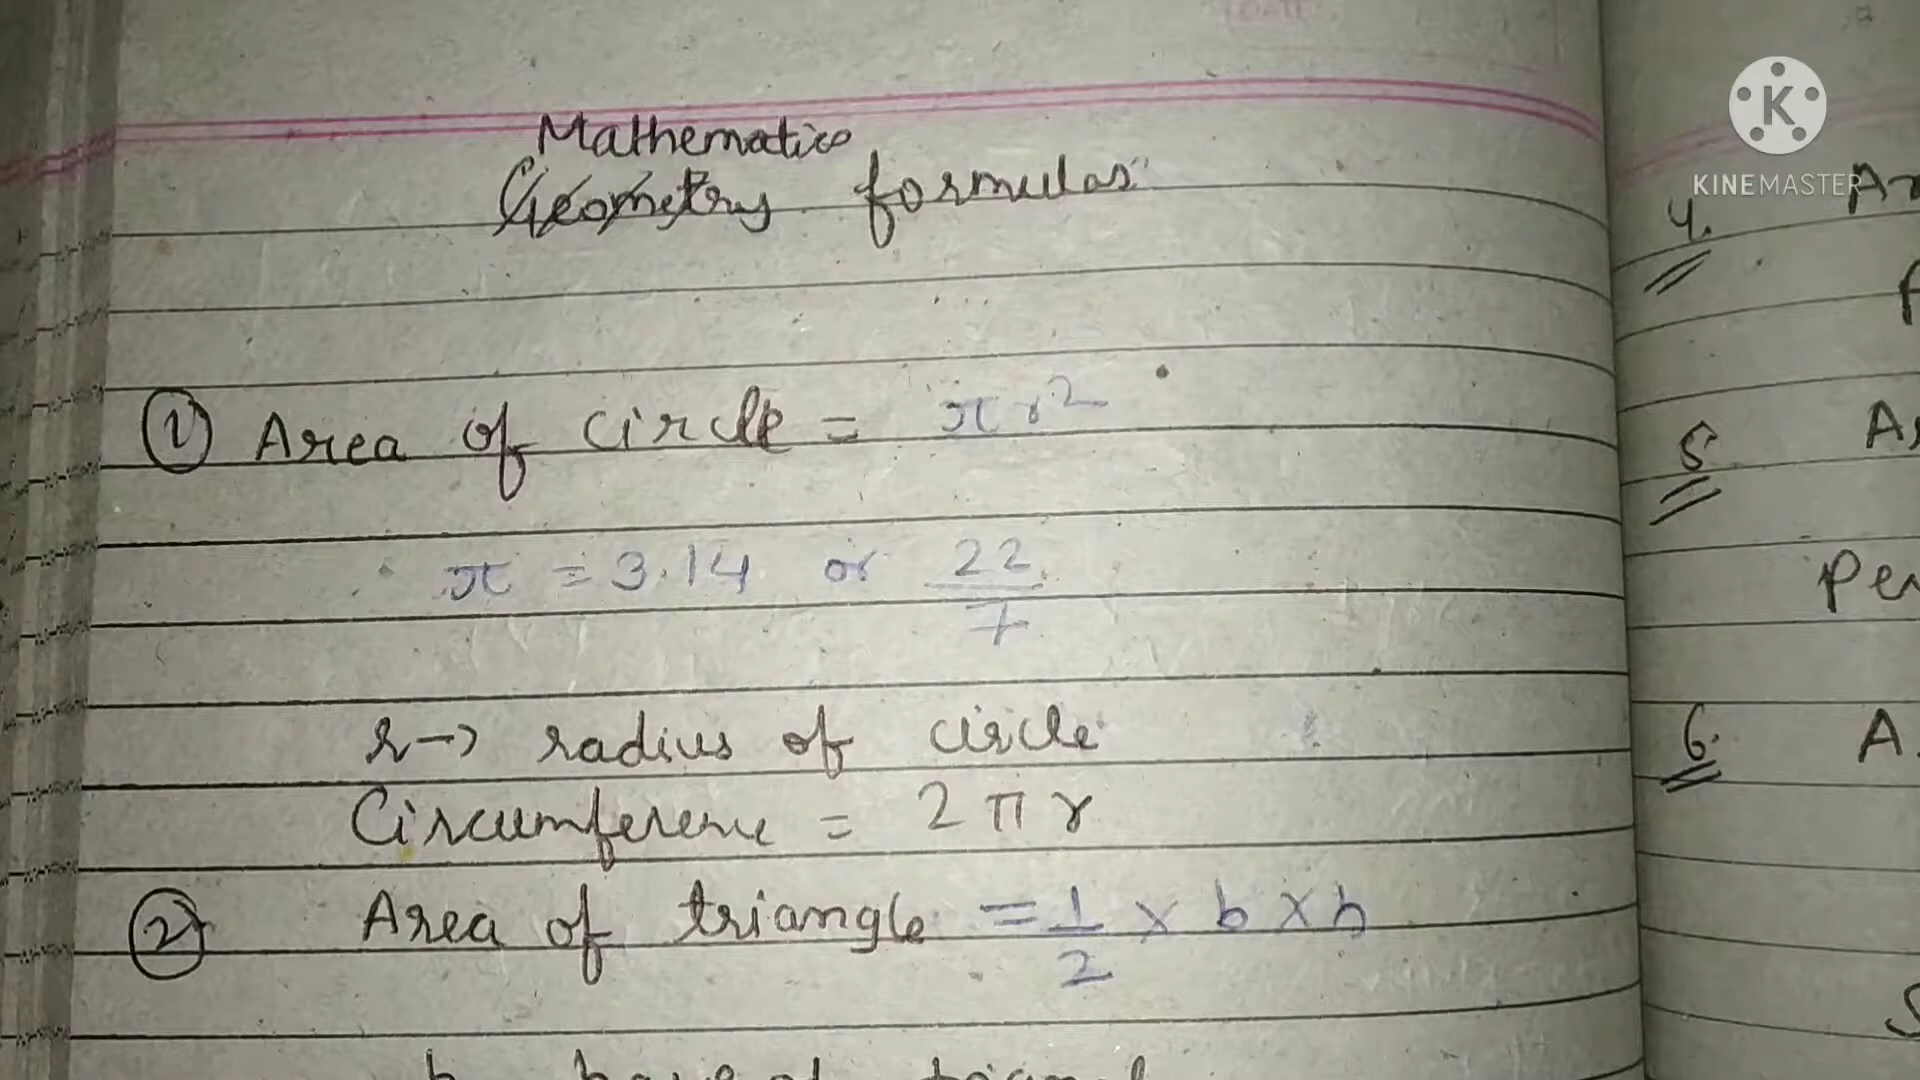 Mathematics
Geometry formulas
① Area of circle = πr²
π = 3.14 or 22/7
r → radius of circle
Circumference = 2πr
② Area of triangle = 1/2 × b × h
4.
5
Per
6. A
KINEMASTER